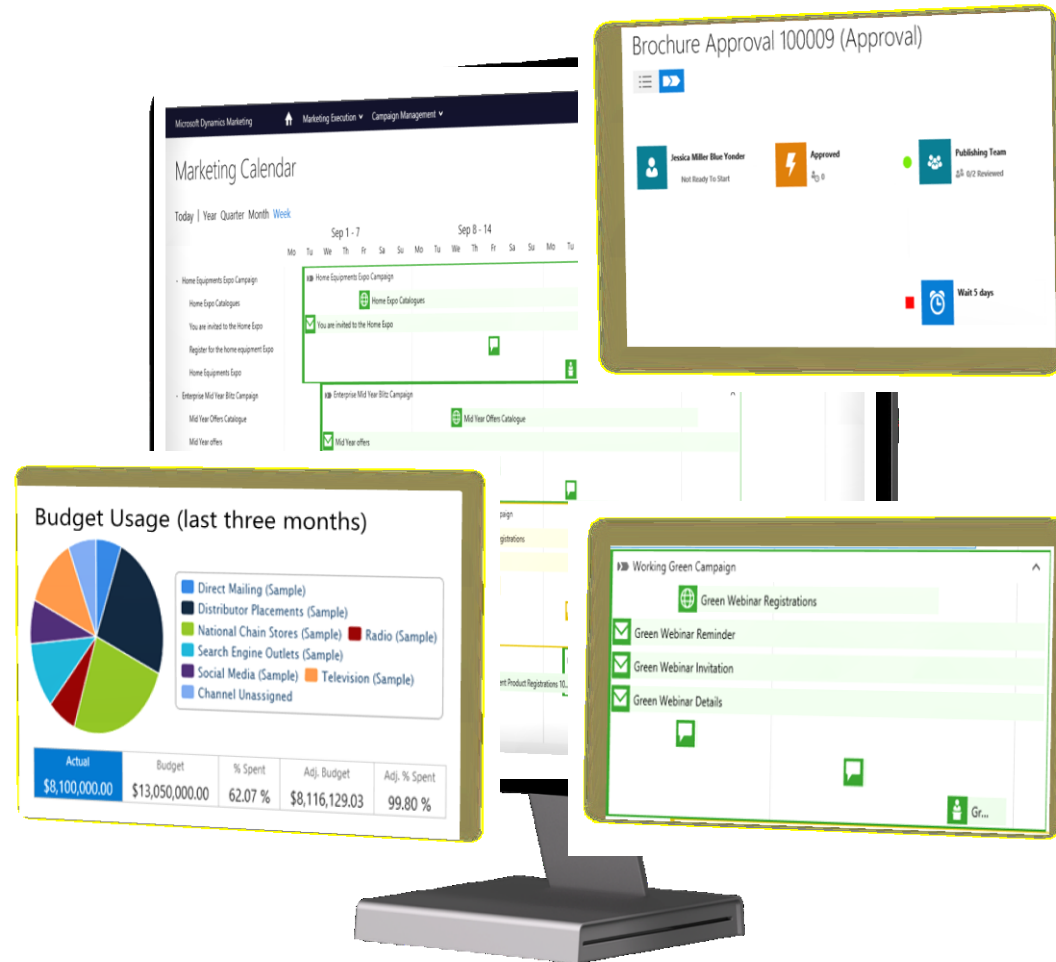 Microsoft Dynamics Marketing
Marketing Execution
Campaign Management
Marketing Calendar
Today | Year Quarter Month Week
Sep 1 - 7
Sep 8 - 14
Mo Tu We Th Fr Sa Su Mo Tu We Th Fr Sa Su Mo Tu
Home Equipments Expo Campaign
Home Equipments Expo Campaign
Home Expo Catalogues
Home Expo Catalogues
You are invited to the Home Expo
You are invited to the Home Expo
Register for the home equipment Expo
Home Equipments Expo
Enterprise Mid Year Blitz Campaign
Enterprise Mid Year Blitz Campaign
Mid Year Offers Catalogue
Mid Year Offers Catalogue
Mid Year offers
Mid Year offers
Brochure Approval 100009 (Approval)
Jessica Miller Blue Yonder
Not Ready To Start
Approved
0
Publishing Team
0/2 Reviewed
Wait 5 days
Budget Usage (last three months)
Direct Mailing (Sample)
Distributor Placements (Sample)
National Chain Stores (Sample) Radio (Sample)
Search Engine Outlets (Sample)
Social Media (Sample) Television (Sample)
Channel Unassigned
Actual Budget % Spent Adj. Budget Adj. % Spent
$8,100,000.00 $13,050,000.00 62.07 % $8,116,129.03 99.80 %
Product Registrations 10...
Working Green Campaign
Green Webinar Registrations
Green Webinar Reminder
Green Webinar Invitation
Green Webinar Details
Gr...